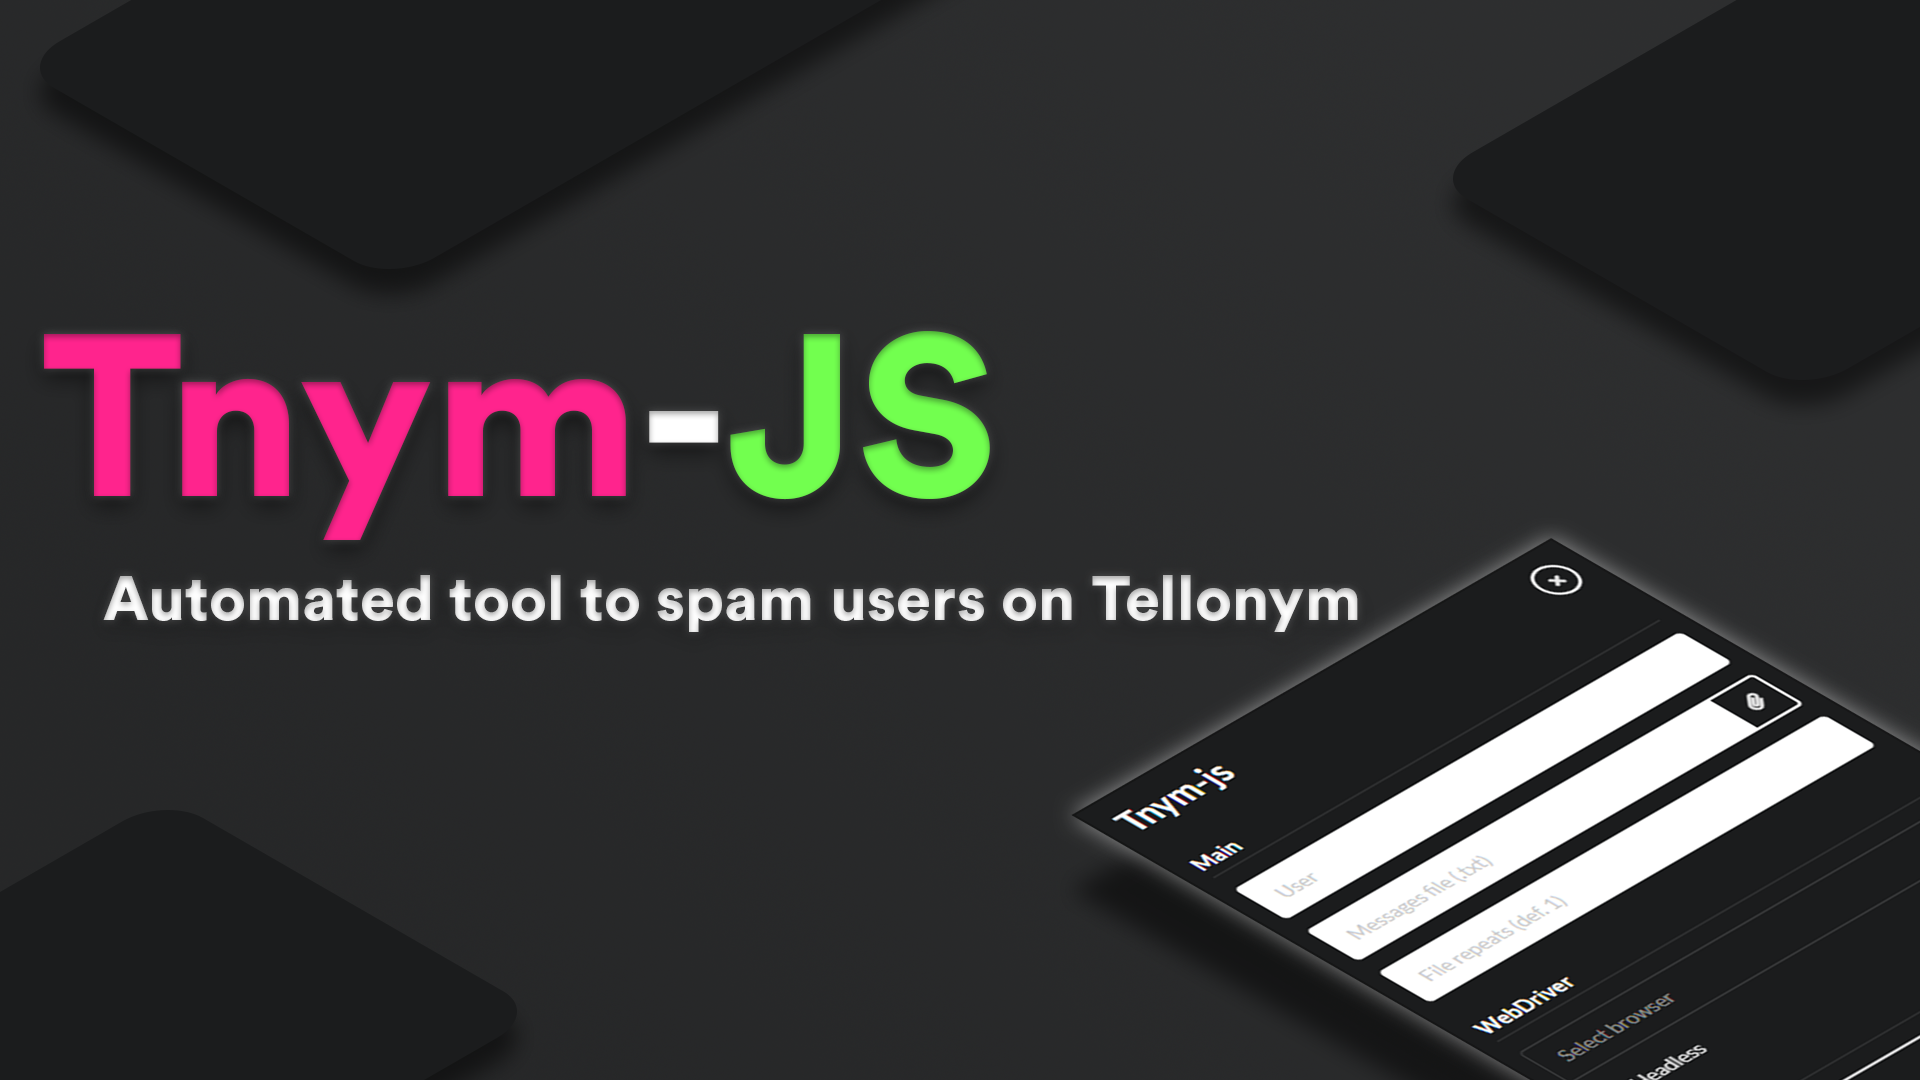 Tnym-JS
Automated tool to spam users on Tellonym
Tnym-js
Main
User
Messages file (.txt)
File repeats (def. 1)
WebDriver
Select browser
Headless